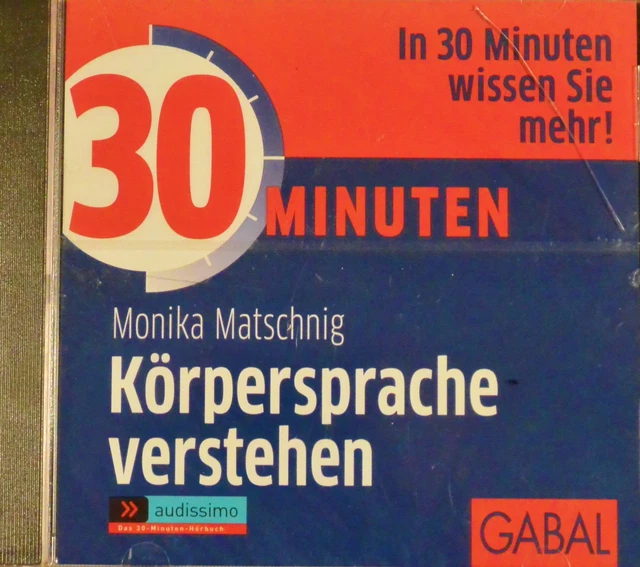 In 30 Minuten
wissen Sie
mehr!
30
MINUTEN
Monika Matschnig
Körpersprache
verstehen
audissimo
Das 30-Minuten-Hörbuch
GABAL